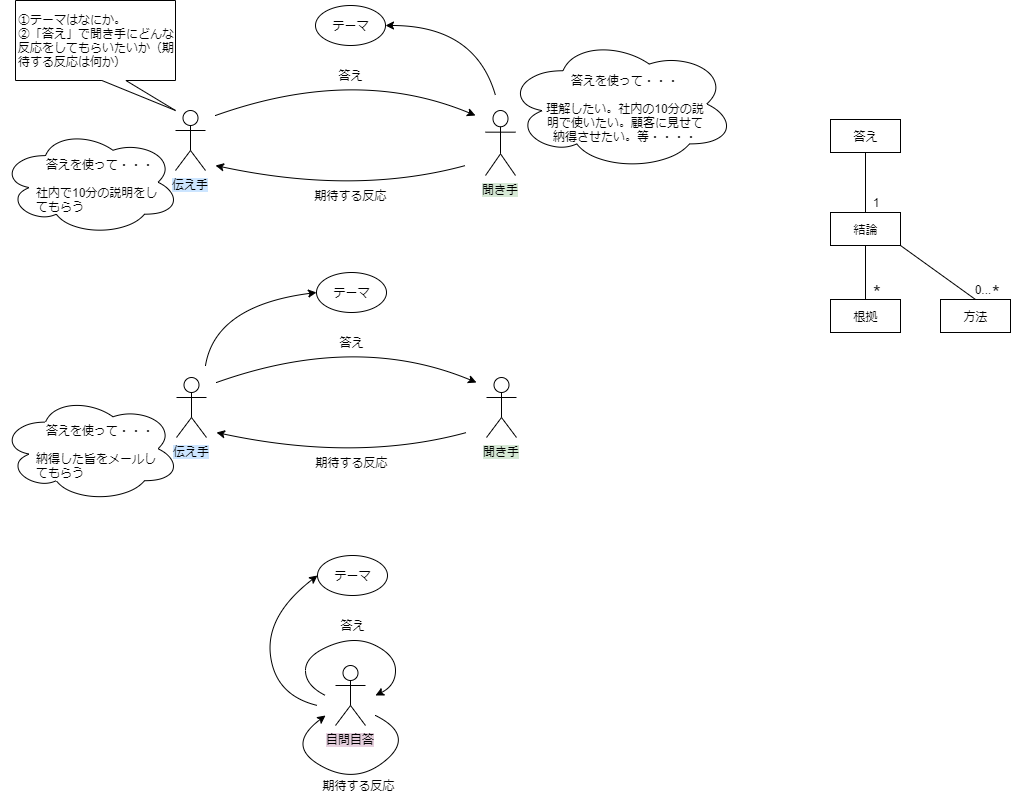 ①テーマはなにか。
②「答え」で聞き手にどんな
反応をしてもらいたいか（期
待する反応は何か）
テーマ
答え
答えを使って・・・
理解したい。社内の10分の説
明で使いたい。顧客に見せて
納得させたい。等・・・・
答えを使って・・・
社内で10分の説明をし
てもらう
伝え手
期待する反応
聞き手
答え
1
結論
*
0...*
根拠
方法
テーマ
答え
答えを使って・・・
納得した旨をメールし
てもらう
伝え手
期待する反応
聞き手
テーマ
答え
自問自答
期待する反応